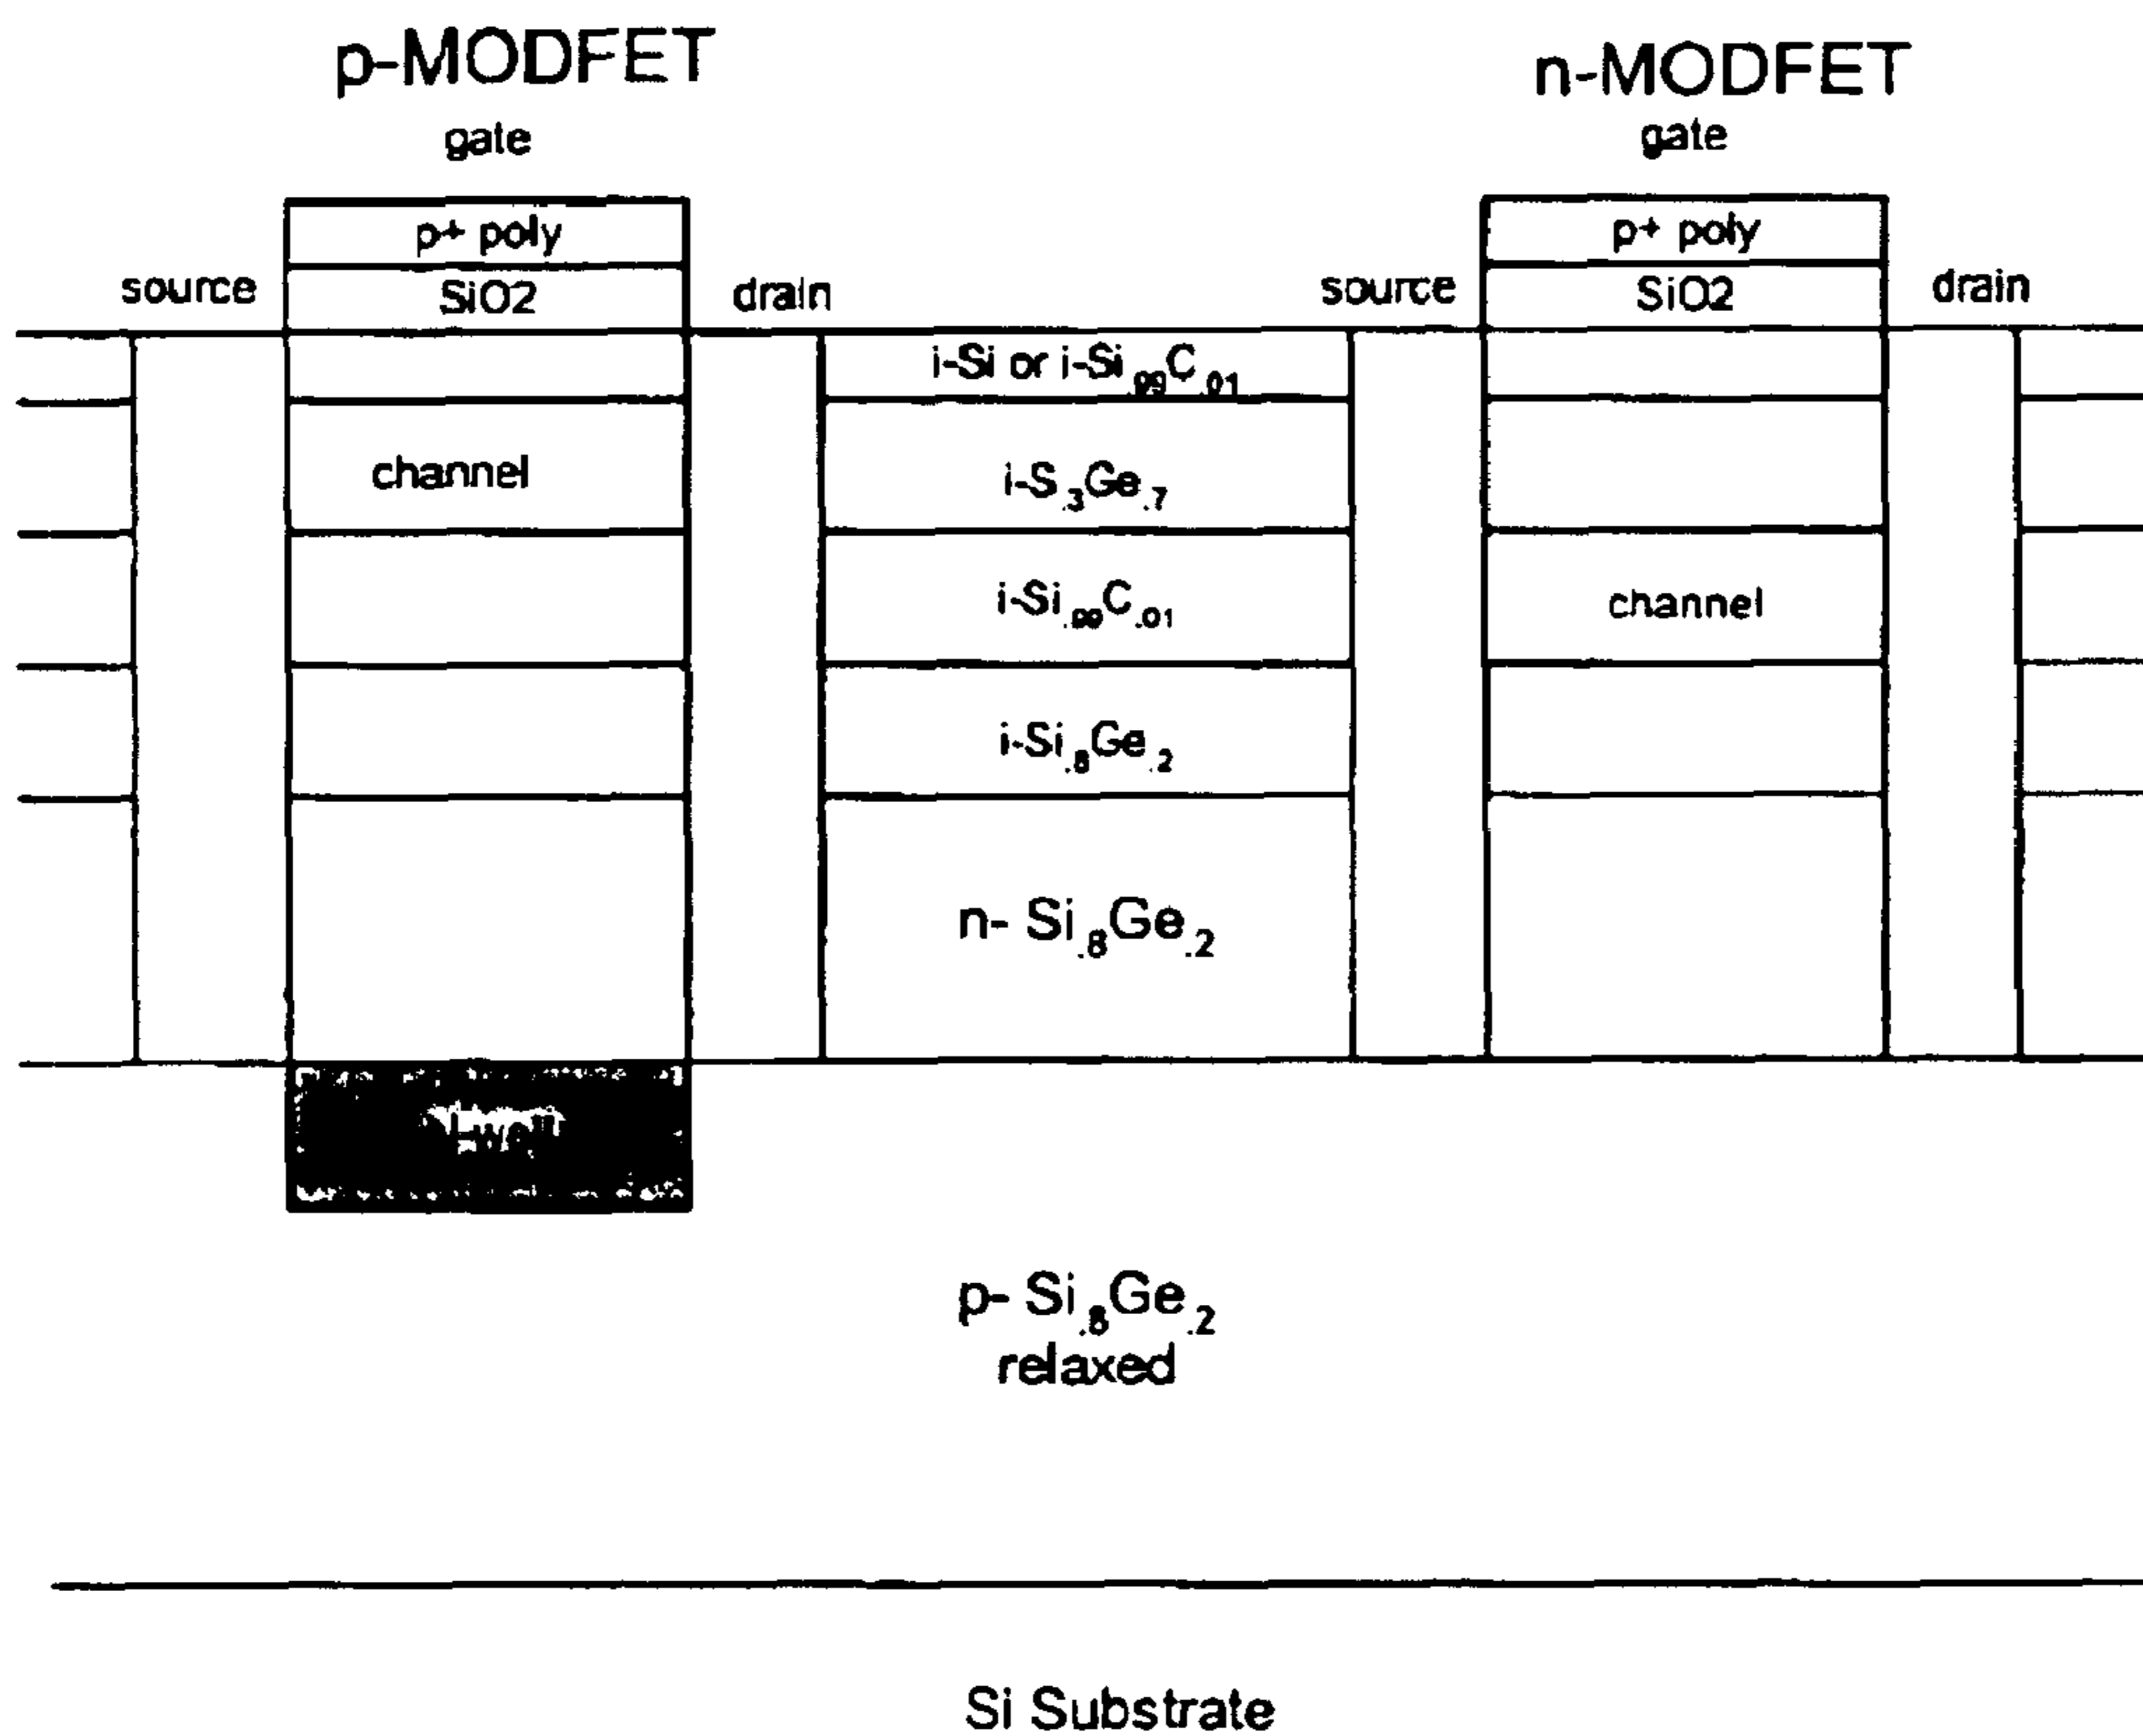 p-MODFET
n-MODFET
gate
gate
p+ poly
p+ poly
source
SiO2
drain
source
SiO2
drain
i-Si or i-Si.99C.01
channel
i-S.3Ge.7
i-Si.99C.01
channel
i-Si.8Ge.2
n- Si.8Ge.2
p- Si.8Ge.2
relaxed
Si Substrate